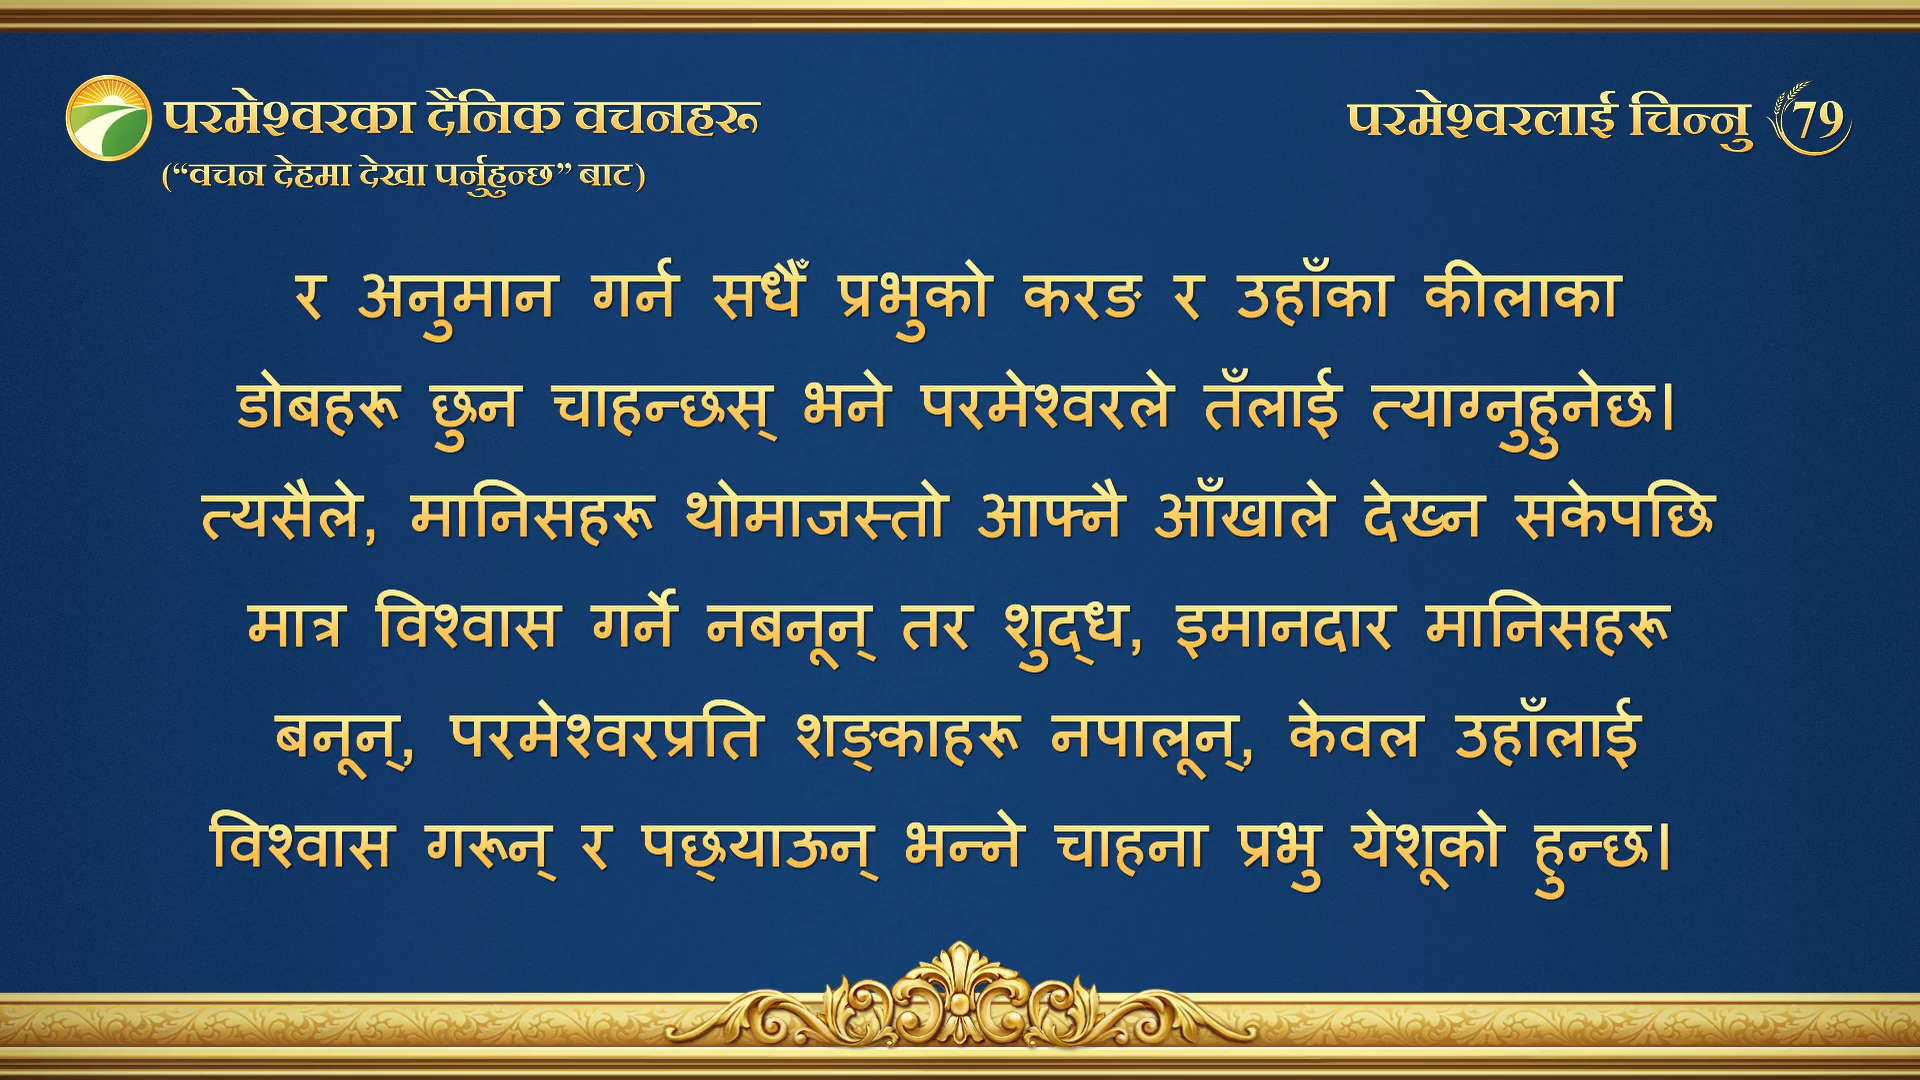 परमेश्वरका दैनिक वचनहरू
(“वचन देहमा देखा पर्नुहुन्छ” बाट)
परमेश्वरलाई चिन्नु 79
र अनुमान गर्न सधैँ प्रभुको करङ र उहाँका कीलाका
डोबहरू छुन चाहन्छस् भने परमेश्वरले तँलाई त्याग्नुहुनेछ।
त्यसैले, मानिसहरू थोमाजस्तो आफ्नै आँखाले देख्न सकेपछि
मात्र विश्वास गर्ने नबनून् तर शुद्ध, इमानदार मानिसहरू
बनून्, परमेश्वरप्रति शङ्काहरू नपालून्, केवल उहाँलाई
विश्वास गरून् र पछ्याऊन् भन्ने चाहना प्रभु येशूको हुन्छ।